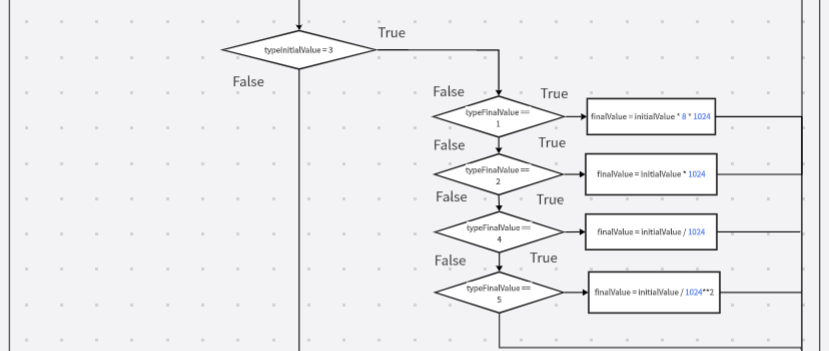 True
typeInitialValue = 3
False
False
True
typeFinalValue ==
1
finalValue = initialValue * 8 * 1024
False
True
typeFinalValue ==
2
finalValue = initialValue * 1024
False
True
typeFinalValue ==
4
finalValue = initialValue / 1024
False
True
typeFinalValue ==
5
finalValue = initialValue / 1024**2